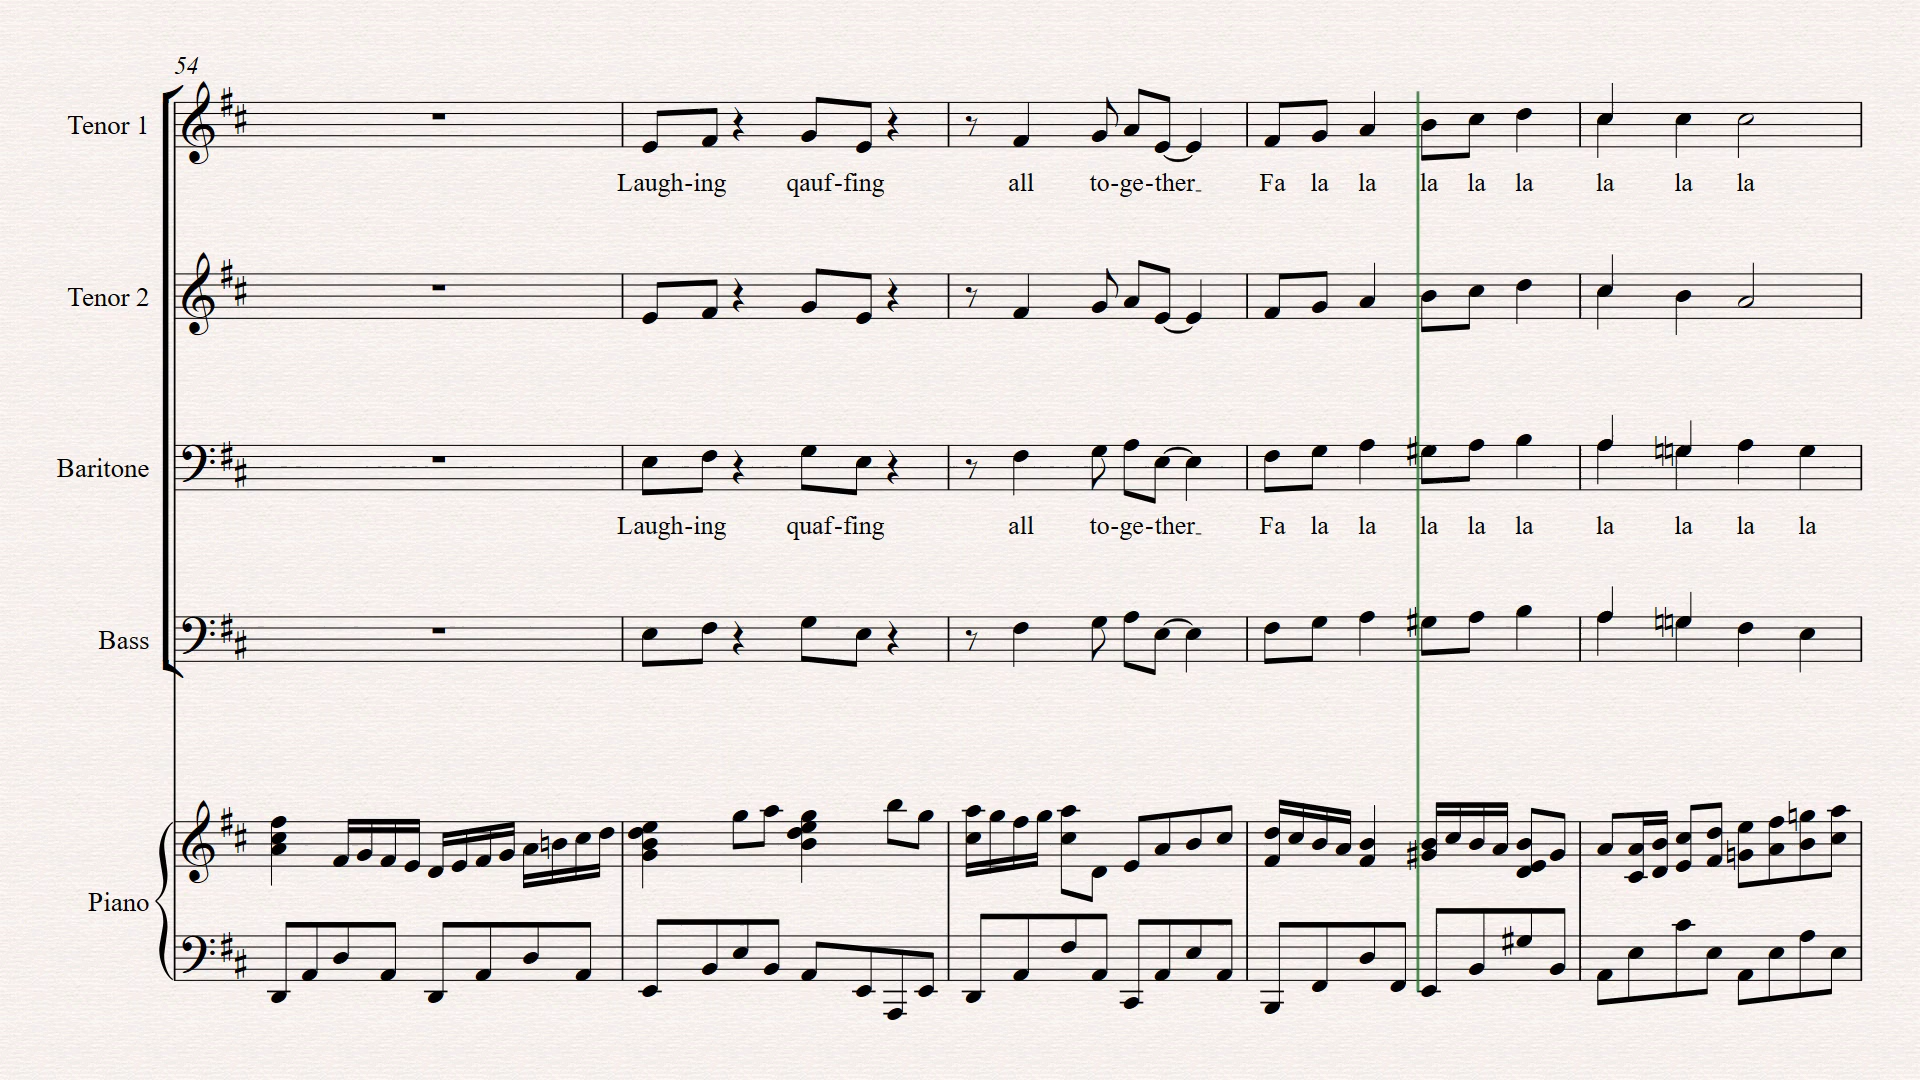 54
Tenor 1
Laugh-ing qauf-fing all to-ge-ther_ Fa la la la la la la la la
Tenor 2
Baritone
Laugh-ing quaf-fing all to-ge-ther_ Fa la la la la la la la la la
Bass
Piano